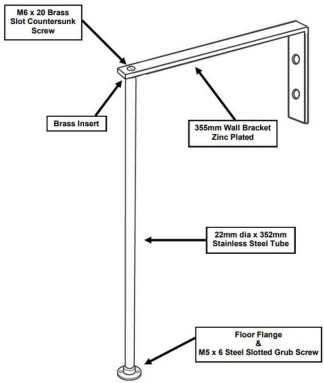 M6 x 20 Brass
Slot Countersunk
Screw
Brass Insert
355mm Wall Bracket
Zinc Plated
22mm dia x 352mm
Stainless Steel Tube
Floor Flange
&
M5 x 6 Steel Slotted Grub Screw